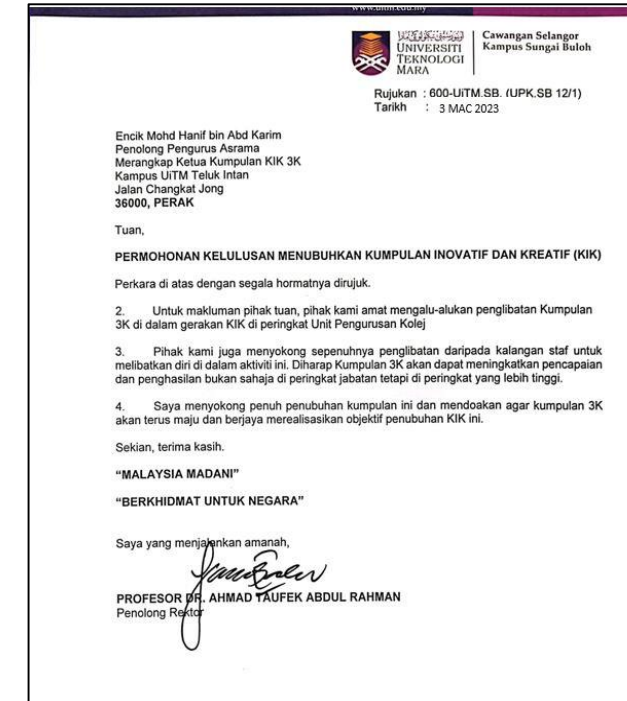 www.uitm.edu.my
UNIVERSITI
TEKNOLOGI
MARA
Cawangan Selangor
Kampus Sungai Buloh
Rujukan : 600-UiTM.SB. (UPK.SB 12/1)
Tarikh : 3 MAC 2023
Encik Mohd Hanif bin Abd Karim
Penolong Pengurus Asrama
Merangkap Ketua Kumpulan KIK 3K
Kampus UiTM Teluk Intan
Jalan Changkat Jong
36000, PERAK
Tuan,
PERMOHONAN KELULUSAN MENUBUHKAN KUMPULAN INOVATIF DAN KREATIF (KIK)
Perkara di atas dengan segala hormatnya dirujuk.
2. Untuk makluman pihak tuan, pihak kami amat mengalu-alukan penglibatan Kumpulan
3K di dalam gerakan KIK di peringkat Unit Pengurusan Kolej
3. Pihak kami juga menyokong sepenuhnya penglibatan daripada kalangan staf untuk
melibatkan diri di dalam aktiviti ini. Diharap Kumpulan 3K akan dapat meningkatkan pencapaian
dan penghasilan bukan sahaja di peringkat jabatan tetapi di peringkat yang lebih tinggi.
4. Saya menyokong penuh penubuhan kumpulan ini dan mendoakan agar kumpulan 3K
akan terus maju dan berjaya merealisasikan objektif penubuhan KIK ini.
Sekian, terima kasih.
“MALAYSIA MADANI”
“BERKHIDMAT UNTUK NEGARA”
Saya yang menjalankan amanah,
PROFESOR DR. AHMAD TAUFEK ABDUL RAHMAN
Penolong Rektor